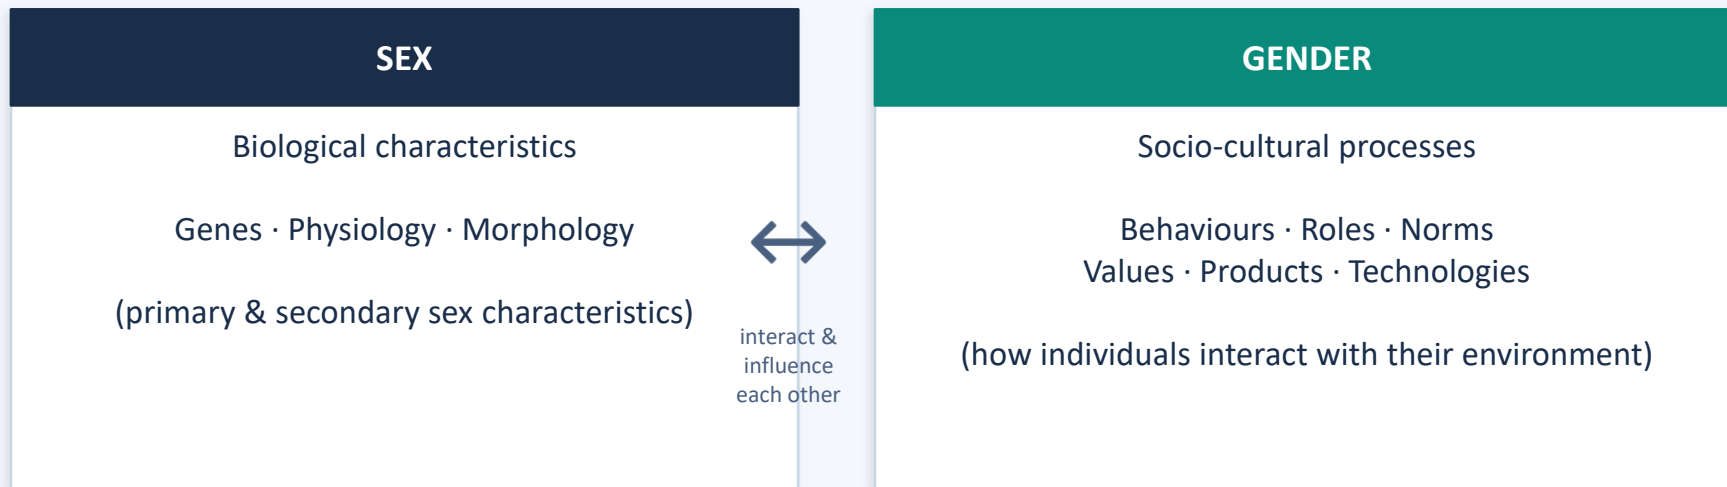 SEX
Biological characteristics
Genes · Physiology · Morphology
(primary & secondary sex characteristics)
interact &
influence
each other
GENDER
Socio-cultural processes
Behaviours · Roles · Norms
Values · Products · Technologies
(how individuals interact with their environment)